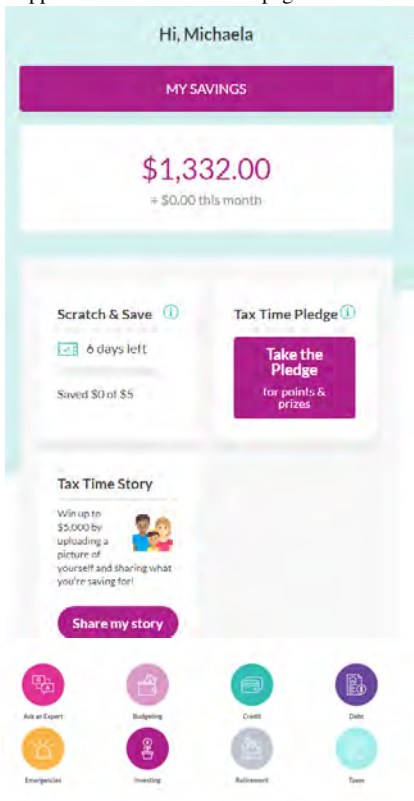 Hi, Michaela
MY SAVINGS
$1,332.00
+ $0.00 this month
Scratch & Save
Tax Time Pledge
6 days left
Take the
Pledge
for points &
prizes
Saved $0 of $5
Tax Time Story
Win up to
$5,000 by
uploading a
picture of
yourself and sharing what
you're saving for!
Share my story
Ask an Expert
Budgeting
Credit
Debt
Emergencies
Investing
Retirement
Taxes